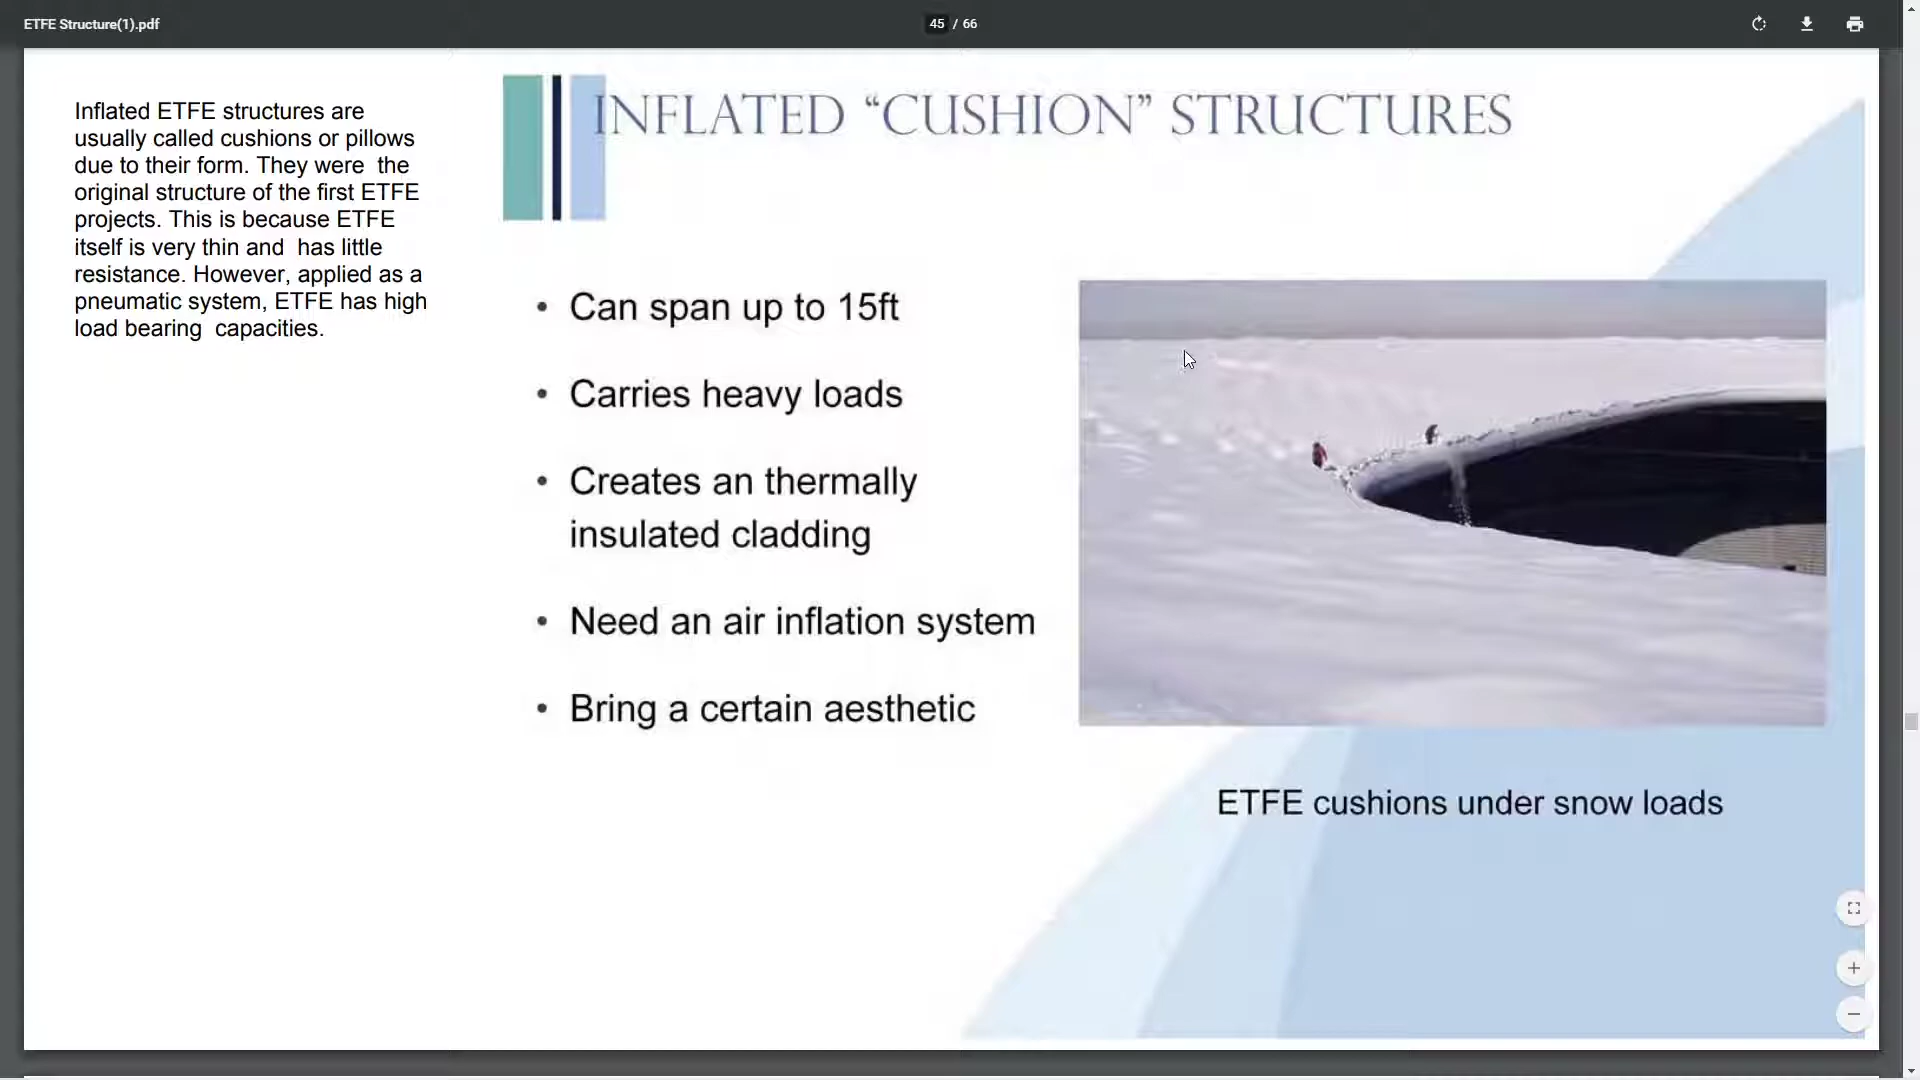 ETFE Structure(1).pdf
45 / 66
Inflated ETFE structures are
usually called cushions or pillows
due to their form. They were the
original structure of the first ETFE
projects. This is because ETFE
itself is very thin and has little
resistance. However, applied as a
pneumatic system, ETFE has high
load bearing capacities.
INFLATED “CUSHION” STRUCTURES
• Can span up to 15ft
• Carries heavy loads
• Creates an thermally
insulated cladding
• Need an air inflation system
• Bring a certain aesthetic
ETFE cushions under snow loads